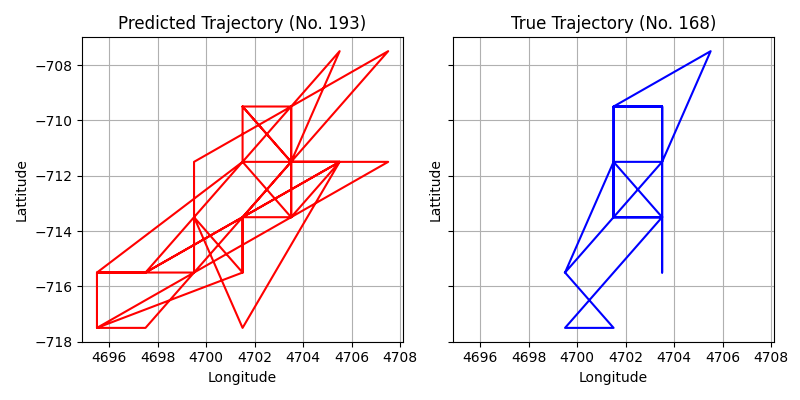 Predicted Trajectory (No. 193)
True Trajectory (No. 168)
−708
−710
−712
−714
−716
−718
Lattitude
Lattitude
4696 4698 4700 4702 4704 4706 4708
4696 4698 4700 4702 4704 4706 4708
Longitude
Longitude